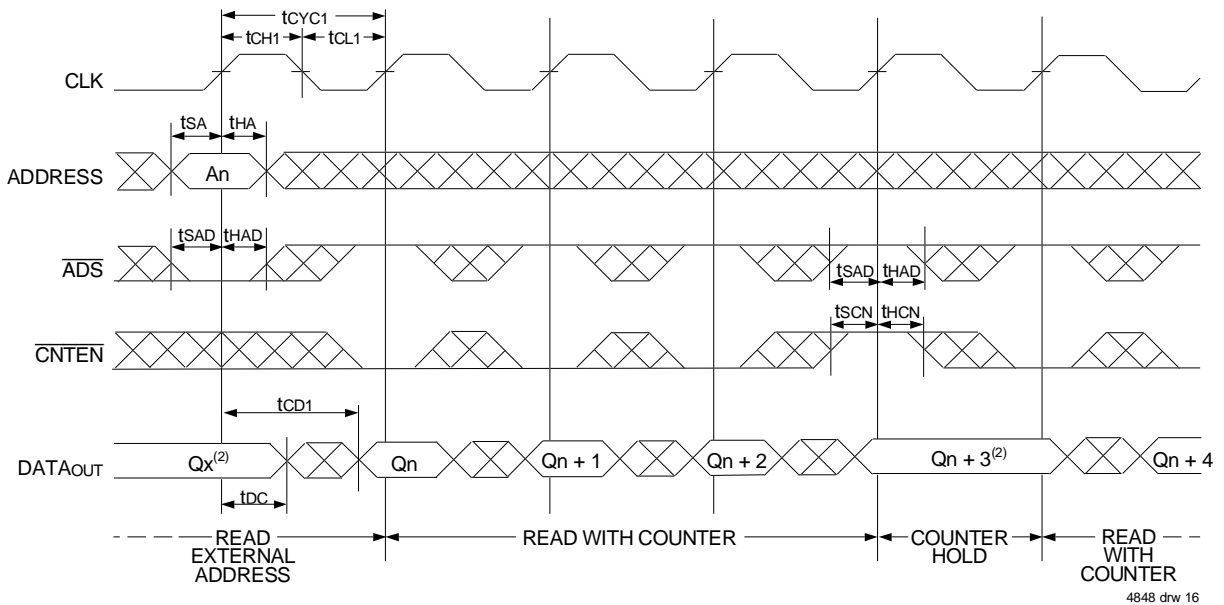 tCYC1
tCH1 tCL1
CLK
tSA tHA
ADDRESS An
tSAD tHAD
ADS
tSAD tHAD
tSCN tHCN
CNTEN
tCD1
DATAOUT Qx(2) Qn Qn + 1 Qn + 2 Qn + 3(2) Qn + 4
tDC
READ EXTERNAL ADDRESS
READ WITH COUNTER
COUNTER HOLD
READ WITH COUNTER
4848 drw 16